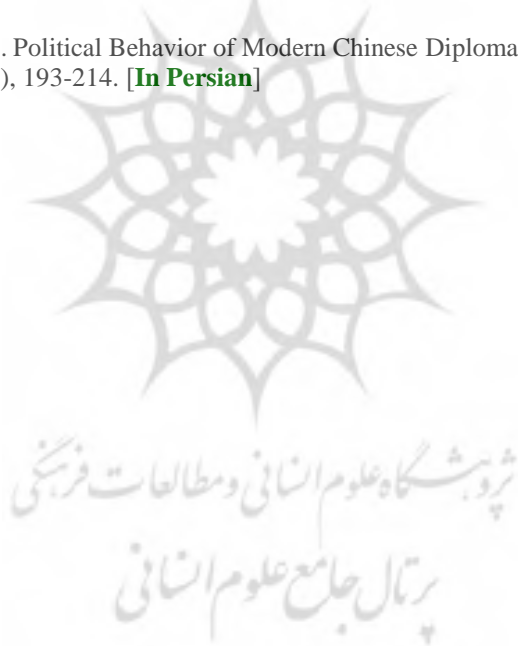 . Political Behavior of Modern Chinese Diploma
), 193-214. [In Persian]
پژوهشگاه علوم انسانی و مطالعات فرهنگی
پرتال جامع علوم انسانی